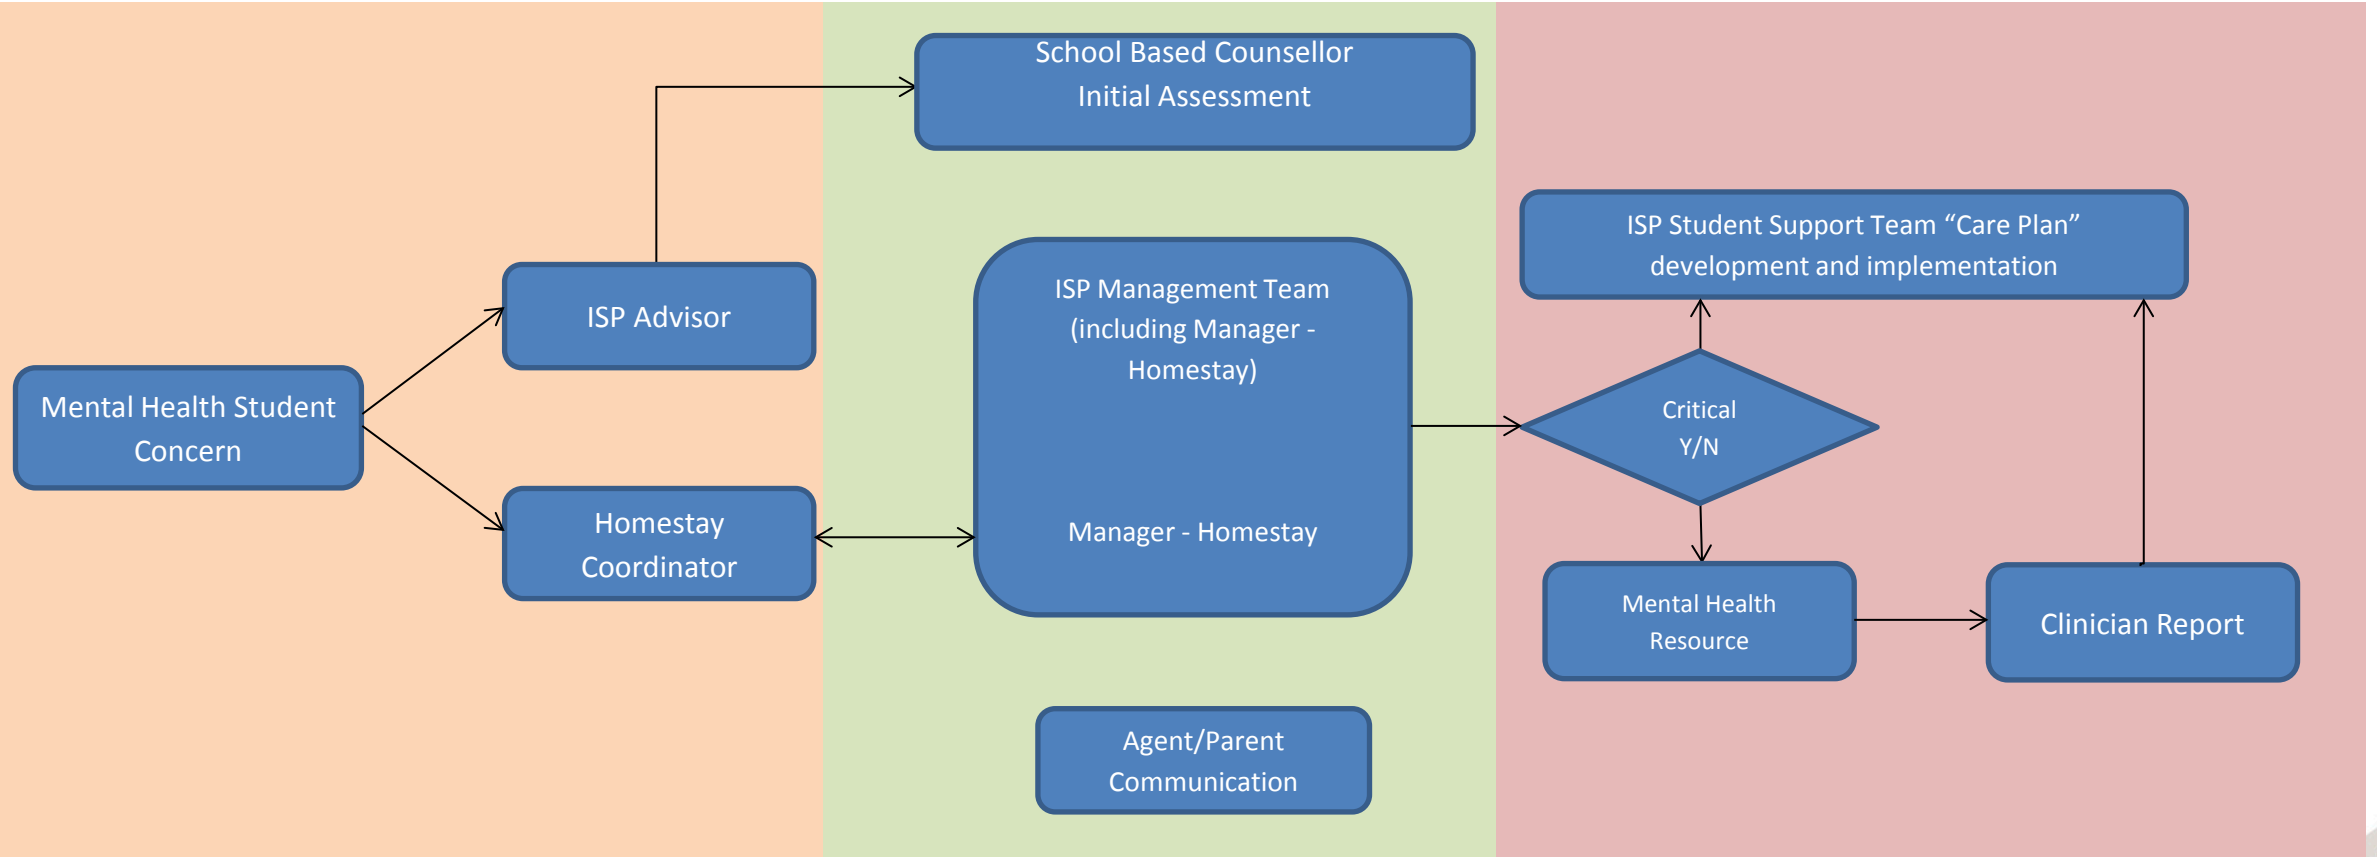 School Based Counsellor
Initial Assessment
ISP Student Support Team “Care Plan”
development and implementation
ISP Advisor
ISP Management Team
(including Manager -
Homestay)
Mental Health Student
Concern
Critical
Y/N
Homestay
Coordinator
Manager - Homestay
Mental Health
Resource
Clinician Report
Agent/Parent
Communication